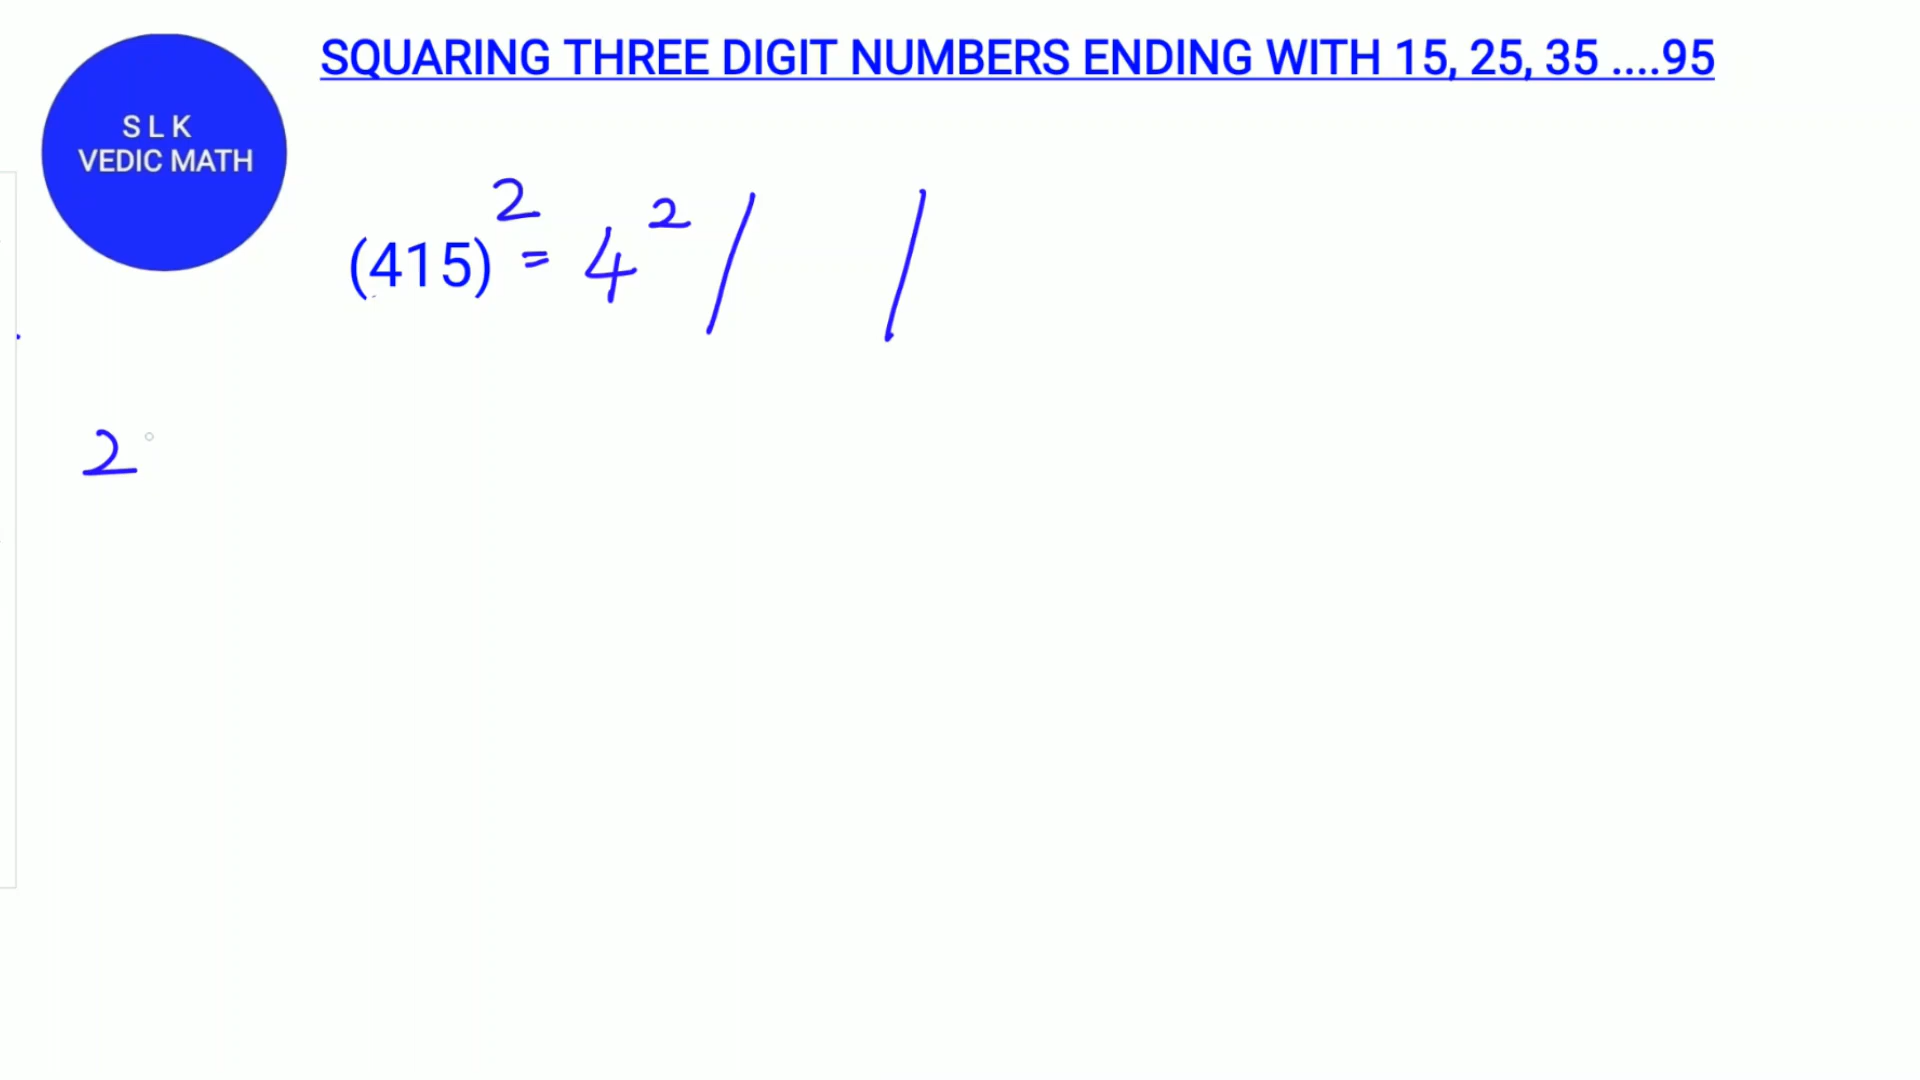 SQUARING THREE DIGIT NUMBERS ENDING WITH 15, 25, 35 ....95
S L K
VEDIC MATH
(415)² = 4² /   /
2